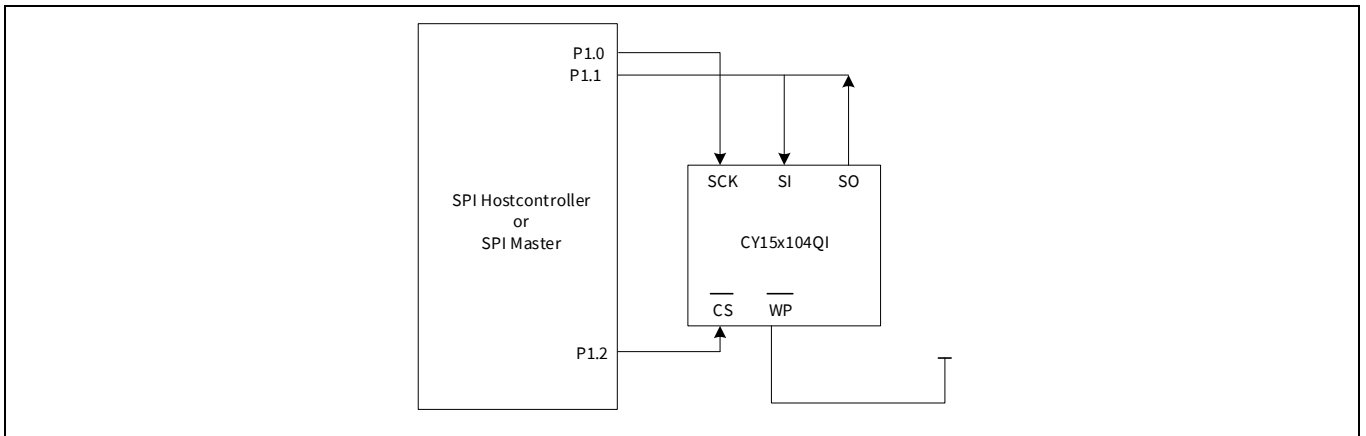 P1.0
P1.1
SPI Hostcontroller
or
SPI Master
SCK SI SO
CY15x104QI
CS WP
P1.2